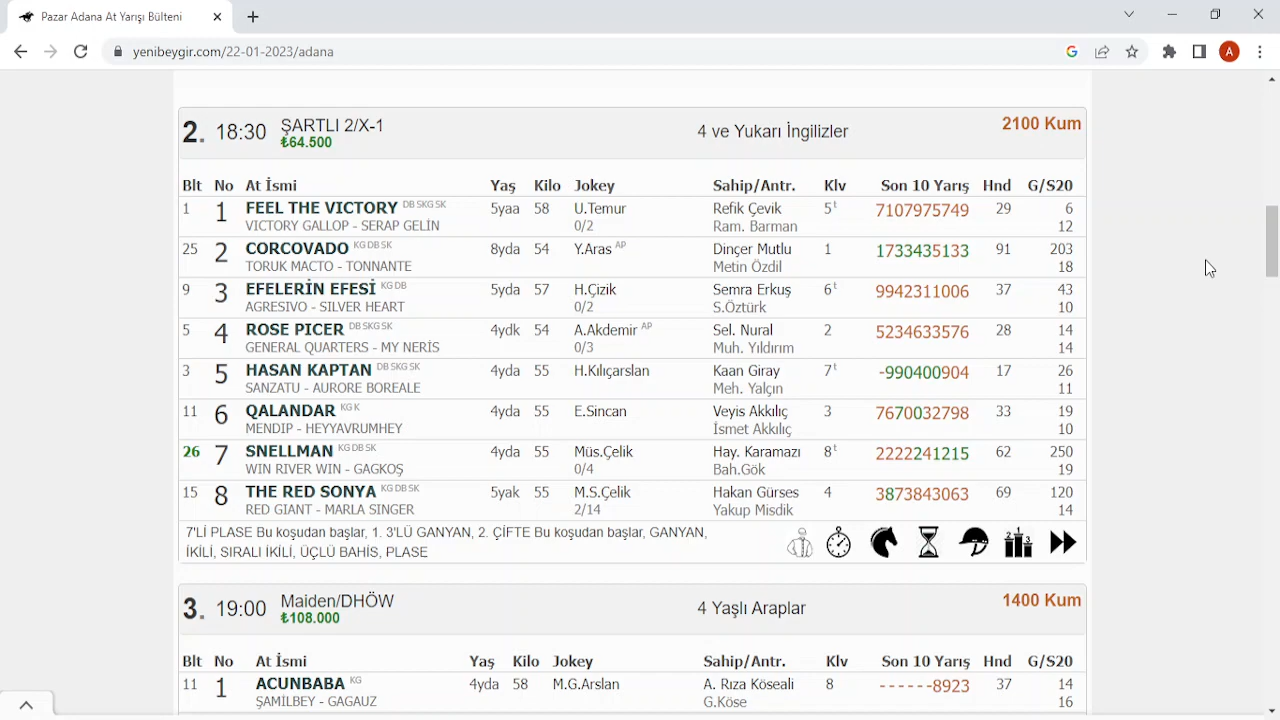 Pazar Adana At Yarışı Bülteni
yenibeygir.com/22-01-2023/adana
A
2. 18:30 ŞARTLI 2/X-1 4 ve Yukarı İngilizler 2100 Kum
₺64.500
Blt No At İsmi Yaş Kilo Jokey Sahip/Antr. Klv Son 10 Yarış Hnd G/S20
1 1 FEEL THE VICTORY DB SKG SK 5yaa 58 U.Temur Refik Çevik 5t 7107975749 29 6
VICTORY GALLOP - SERAP GELİN 0/2 Ram. Barman 12
25 2 CORCOVADO KG DB SK 8yda 54 Y.Aras AP Dinçer Mutlu 1 1733435133 91 203
TORUK MACTO - TONNANTE Metin Özdil 18
9 3 EFELERİN EFESİ KG DB 5yda 57 H.Çizik Semra Erkuş 6t 9942311006 37 43
AGRESIVO - SILVER HEART 0/2 S.Öztürk 10
5 4 ROSE PICER DB SKG SK 4ydk 54 A.Akdemir AP Sel. Nural 2 5234633576 28 14
GENERAL QUARTERS - MY NERİS 0/3 Muh. Yıldırım 14
3 5 HASAN KAPTAN DB SKG SK 4yda 55 H.Kılıçarslan Kaan Giray 7t -990400904 17 26
SANZATU - AURORE BOREALE Meh. Yalçın 11
11 6 QALANDAR KG K 4yda 55 E.Sincan Veyis Akkılıç 3 7670032798 33 19
MENDIP - HEYYAVRUMHEY İsmet Akkılıç 10
26 7 SNELLMAN KG DB SK 4yda 55 Müs.Çelik Hay. Karamazı 8t 2222241215 62 250
WIN RIVER WIN - GAGKOŞ 0/4 Bah.Gök 19
15 8 THE RED SONYA KG DB SK 5yak 55 M.S.Çelik Hakan Gürses 4 3873843063 69 120
RED GIANT - MARLA SINGER 2/14 Yakup Misdik 14
7'Lİ PLASE Bu koşudan başlar, 1. 3'LÜ GANYAN, 2. ÇİFTE Bu koşudan başlar, GANYAN,
İKİLİ, SIRALI İKİLİ, ÜÇLÜ BAHİS, PLASE
2 1 3
3. 19:00 Maiden/DHÖW 4 Yaşlı Araplar 1400 Kum
₺108.000
Blt No At İsmi Yaş Kilo Jokey Sahip/Antr. Klv Son 10 Yarış Hnd G/S20
11 1 ACUNBABA KG 4yda 58 M.G.Arslan A. Rıza Köseali 8 ------8923 37 14
ŞAMİLBEY - GAGAUZ G.Köse 16